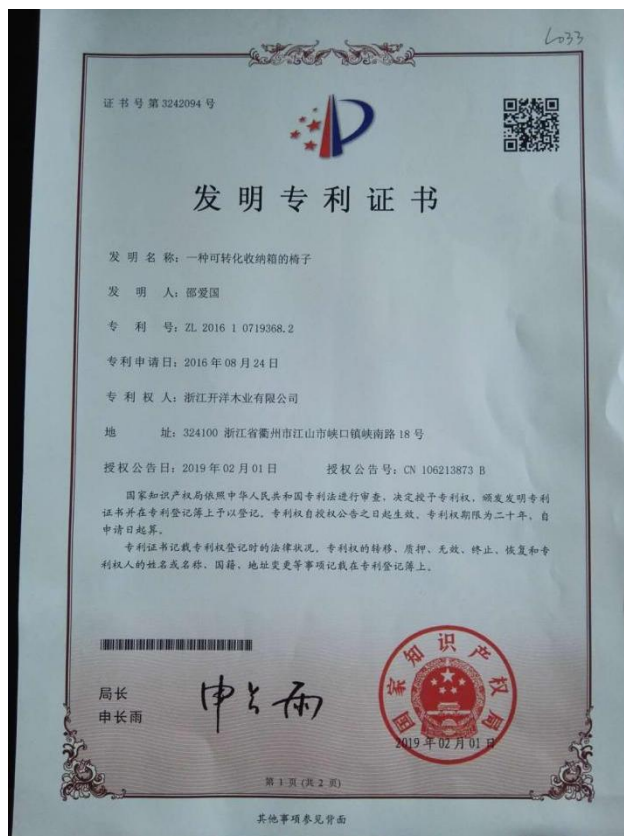 L033
证书号第3242094号
发明专利证书
发明名称：一种可转化收纳箱的椅子
发明人：邵爱国
专利号：ZL 2016 1 0719368.2
专利申请日：2016年08月24日
专利权人：浙江开洋木业有限公司
地址：324100 浙江省衢州市江山市峡口镇峡南路18号
授权公告日：2019年02月01日 授权公告号：CN 106213873 B
国家知识产权局依照中华人民共和国专利法进行审查，决定授予专利权，颁发发明专利
证书并在专利登记簿上予以登记。专利权自授权公告之日起生效。专利权期限为二十年，自
申请日起算。
专利证书记载专利权登记时的法律状况。专利权的转移、质押、无效、终止、恢复和专
利权人的姓名或名称、国籍、地址变更等事项记载在专利登记簿上。
局长
申长雨
申长雨
国家知识产权局
2019年02月01日
第 1 页 (共 2 页)
其他事项参见背面